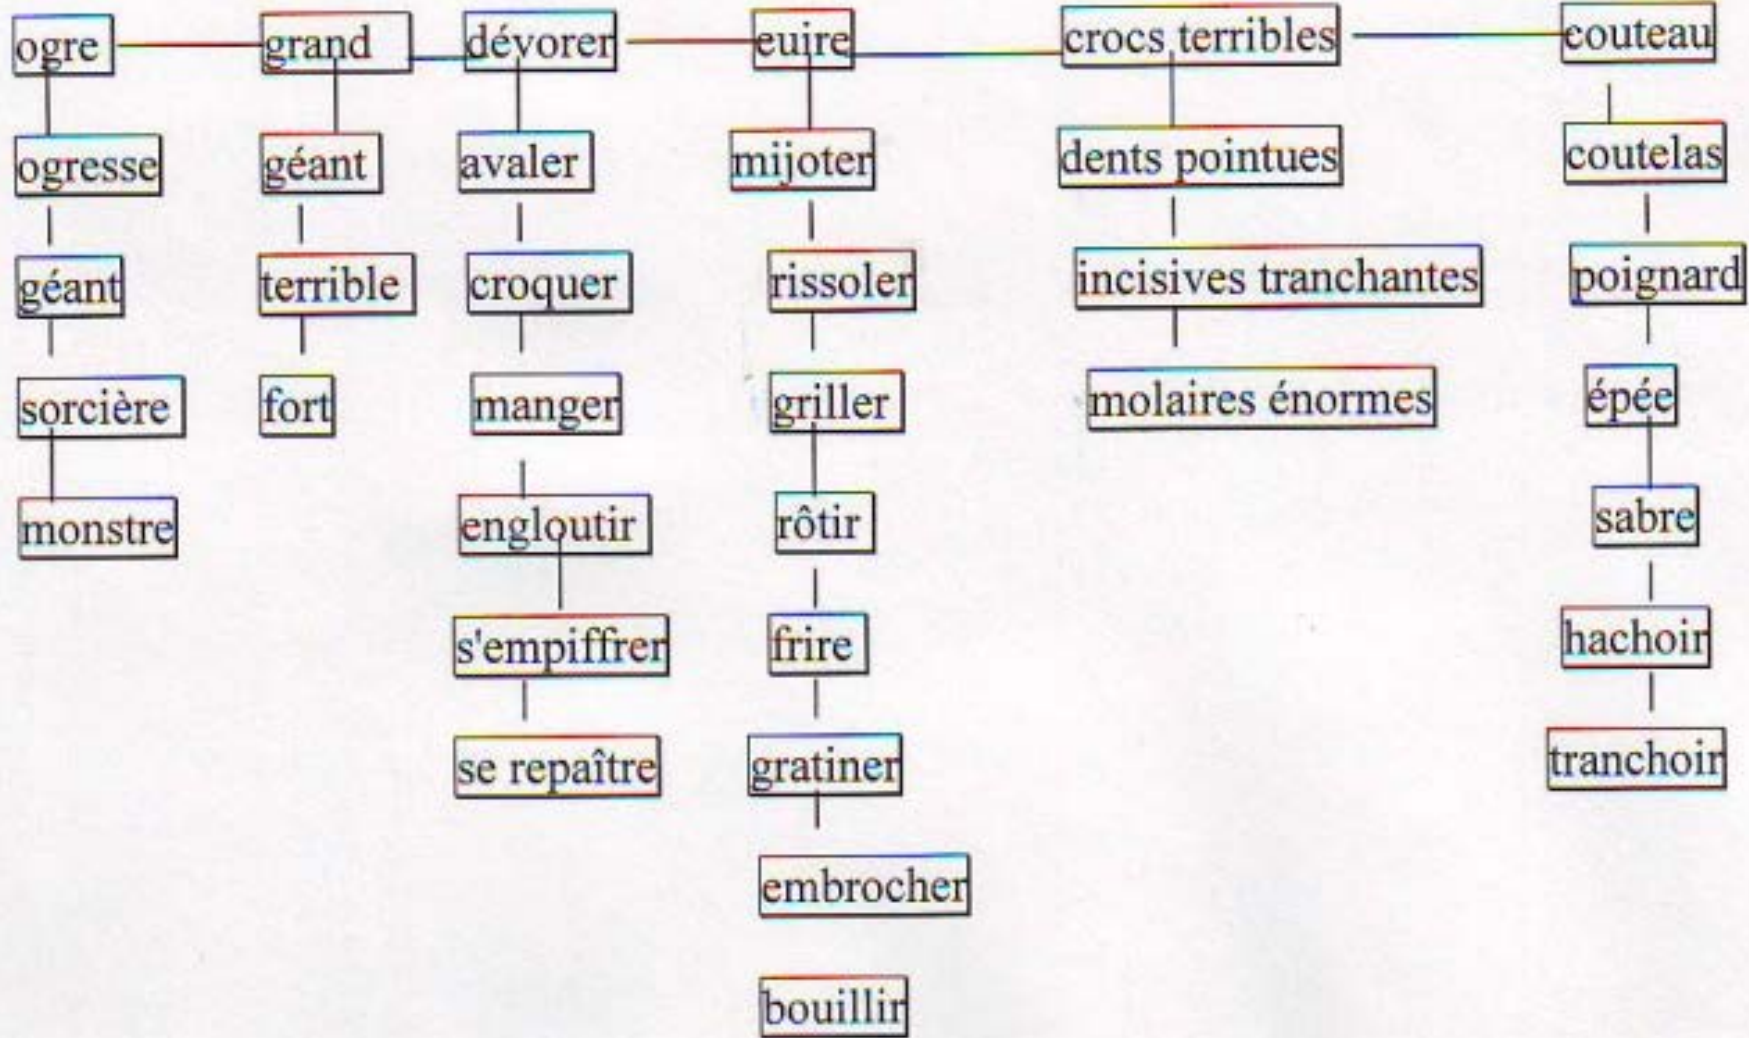 ogre grand dévorer cuire crocs terribles couteau
ogresse géant avaler mijoter dents pointues coutelas
géant terrible croquer rissoler incisives tranchantes poignard
sorcière fort manger griller molaires énormes épée
monstre engloutir rôtir sabre
s'empiffrer frire hachoir
se repaître gratiner tranchoir
embrocher
bouillir